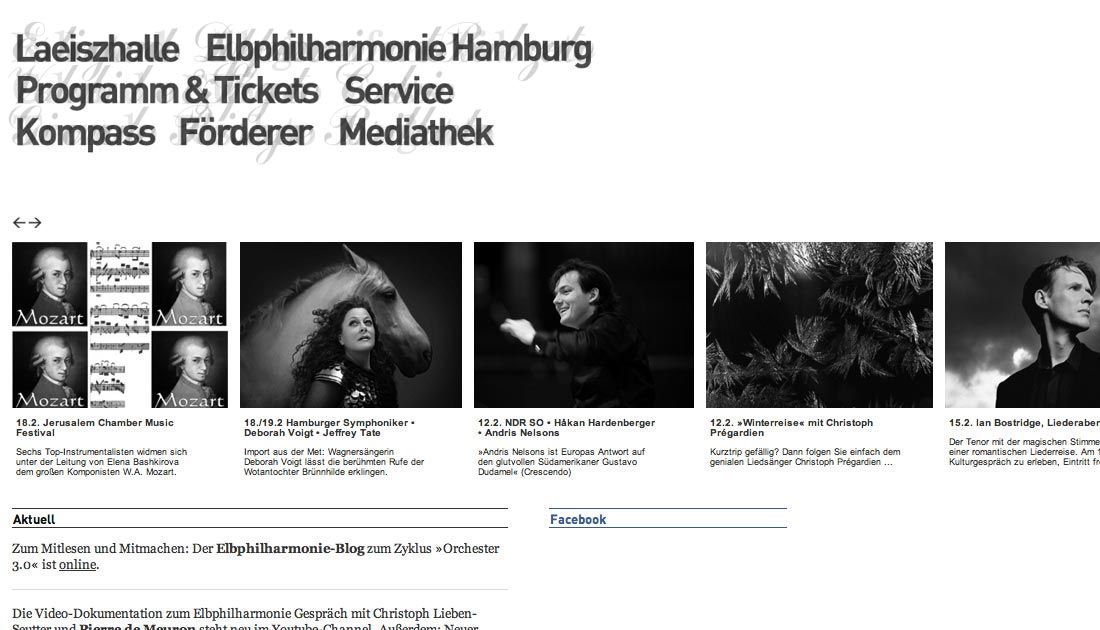 Laeiszhalle Elbphilharmonie Hamburg
Programm & Tickets Service
Kompass Förderer Mediathek
←→
Mozart Mozart
Mozart Mozart
18.2. Jerusalem Chamber Music
Festival
Sechs Top-Instrumentalisten widmen sich
unter der Leitung von Elena Bashkirova
dem großen Komponisten W.A. Mozart.
18./19.2 Hamburger Symphoniker •
Deborah Voigt • Jeffrey Tate
Import aus der Met: Wagnersängerin
Deborah Voigt lässt die berühmten Rufe der
Wotantochter Brünnhilde erklingen.
12.2. NDR SO • Håkan Hardenberger
• Andris Nelsons
»Andris Nelsons ist Europas Antwort auf
den glutvollen Südamerikaner Gustavo
Dudamel« (Crescendo)
12.2. »Winterreise« mit Christoph
Prégardien
Kurztrip gefällig? Dann folgen Sie einfach dem
genialen Liedsänger Christoph Prégardien ...
15.2. Ian Bostridge, Liederaben
Der Tenor mit der magischen Stimme
einer romantischen Liederreise. Am
Kulturgespräch zu erleben, Eintritt
Aktuell
Facebook
Zum Mitlesen und Mitmachen: Der Elbphilharmonie-Blog zum Zyklus »Orchester
3.0« ist online.
Die Video-Dokumentation zum Elbphilharmonie Gespräch mit Christoph Lieben-
Seutter und Pierre de Meuron steht neu im Youtube-Channel. Außerdem: Neuer